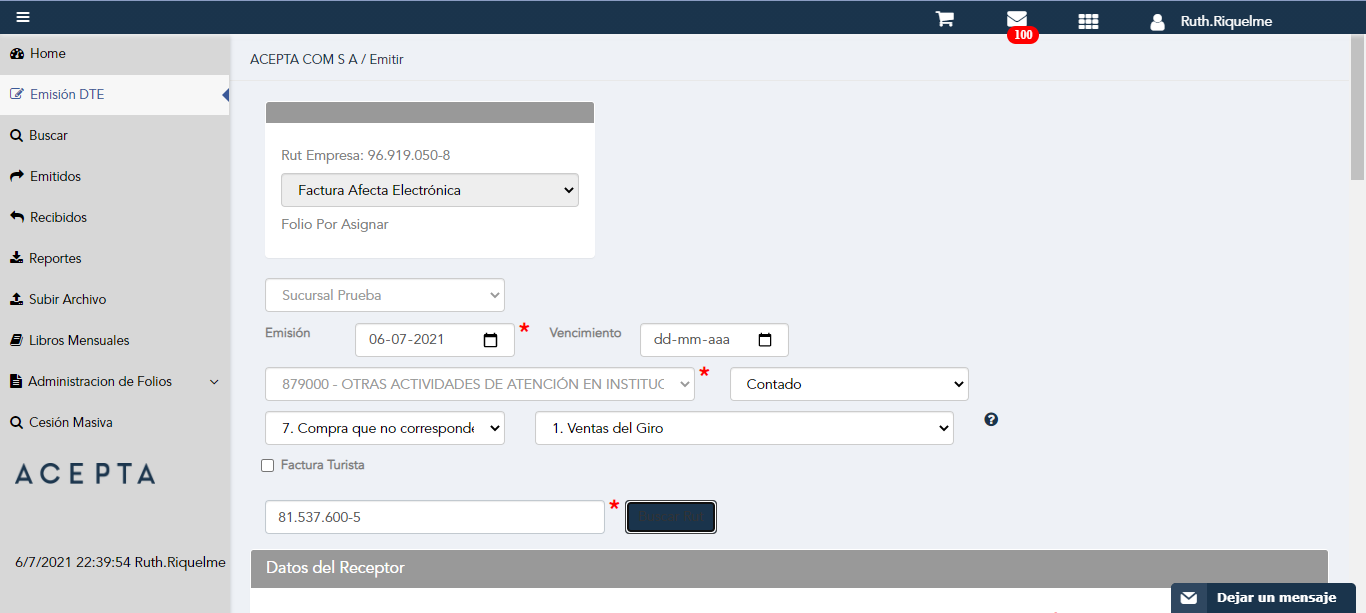 100
Ruth.Riquelme
Home
Emisión DTE
Buscar
Emitidos
Recibidos
Reportes
Subir Archivo
Libros Mensuales
Administracion de Folios
Cesión Masiva
ACEPTA
6/7/2021 22:39:54 Ruth.Riquelme
ACEPTA COM S A / Emitir
Rut Empresa: 96.919.050-8
Factura Afecta Electrónica
Folio Por Asignar
Sucursal Prueba
Emisión 06-07-2021 * Vencimiento dd-mm-aaa
879000 - OTRAS ACTIVIDADES DE ATENCIÓN EN INSTITUC * Contado
7. Compra que no corresponde 1. Ventas del Giro
Factura Turista
81.537.600-5 *
Datos del Receptor
Dejar un mensaje